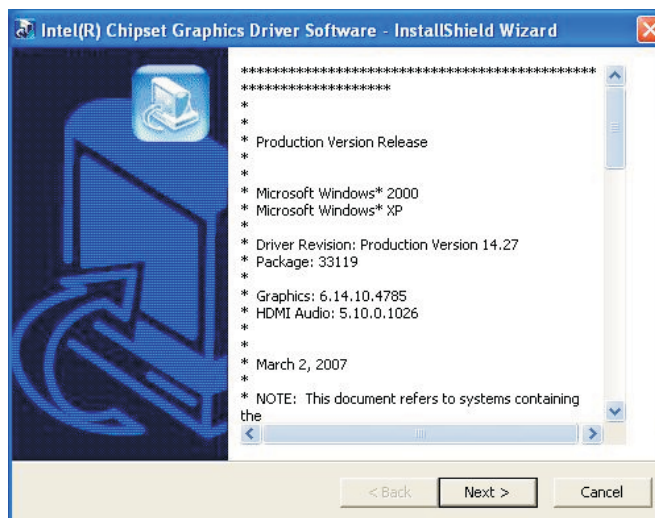 Intel(R) Chipset Graphics Driver Software - InstallShield Wizard
*********************************************
*******************
*
*
* Production Version Release
*
*
* Microsoft Windows* 2000
* Microsoft Windows* XP
*
* Driver Revision: Production Version 14.27
* Package: 33119
*
* Graphics: 6.14.10.4785
* HDMI Audio: 5.10.0.1026
*
*
* March 2, 2007
*
* NOTE: This document refers to systems containing
the
< Back
Next >
Cancel